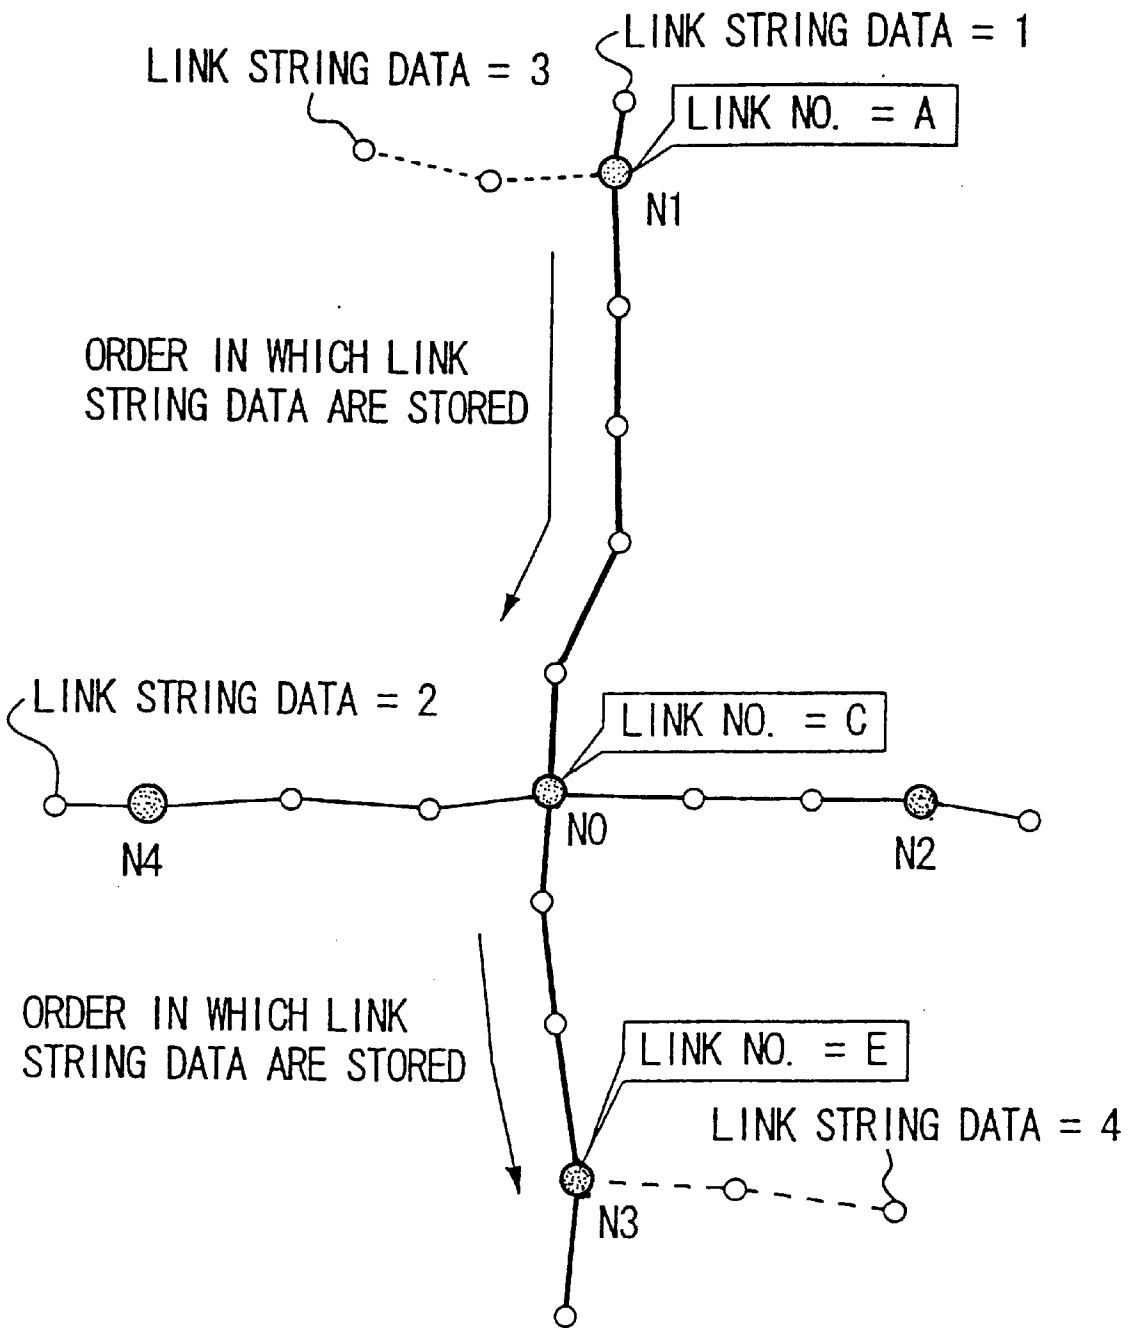 LINK STRING DATA = 1
LINK STRING DATA = 3
LINK NO. = A
N1
ORDER IN WHICH LINK
STRING DATA ARE STORED
LINK STRING DATA = 2
LINK NO. = C
N0
N4
N2
ORDER IN WHICH LINK
STRING DATA ARE STORED
LINK NO. = E
LINK STRING DATA = 4
N3